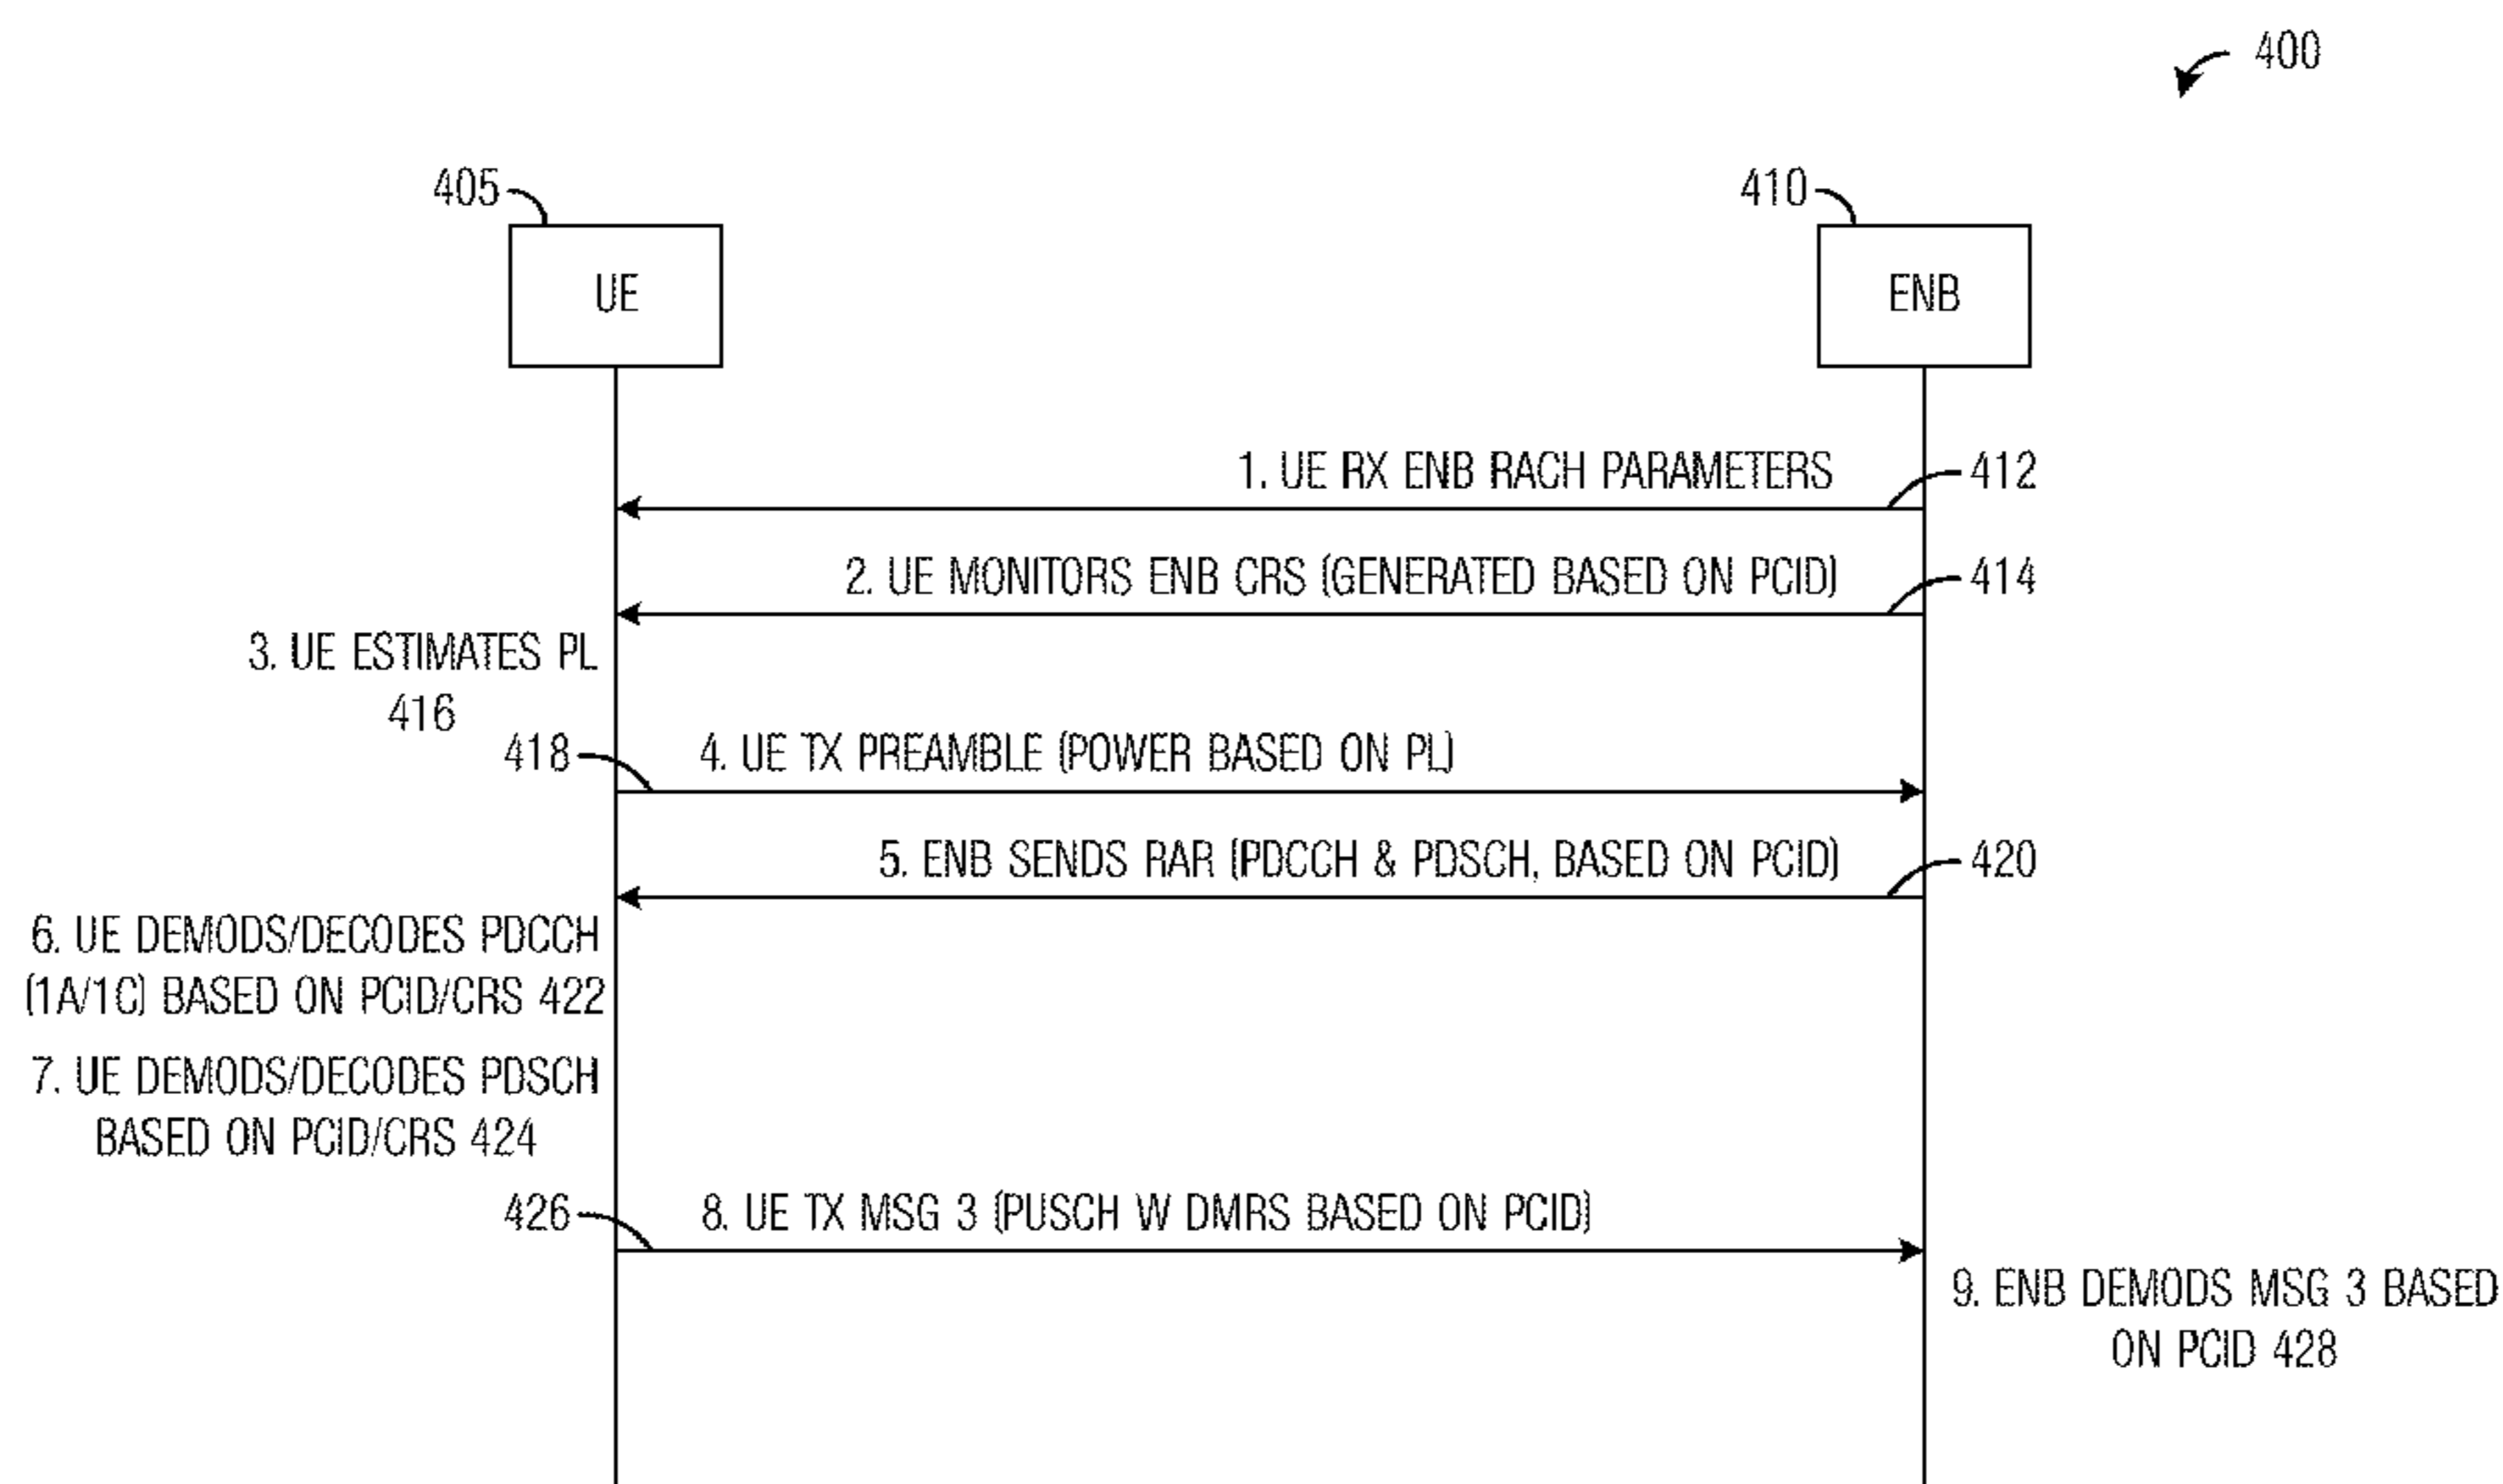 400
405
410
UE
ENB
1. UE RX ENB RACH PARAMETERS
412
2. UE MONITORS ENB CRS (GENERATED BASED ON PCID)
414
3. UE ESTIMATES PL
416
418
4. UE TX PREAMBLE (POWER BASED ON PL)
5. ENB SENDS RAR (PDCCH & PDSCH, BASED ON PCID)
420
6. UE DEMODS/DECODES PDCCH
(1A/1C) BASED ON PCID/CRS 422
7. UE DEMODS/DECODES PDSCH
BASED ON PCID/CRS 424
426
8. UE TX MSG 3 (PUSCH W DMRS BASED ON PCID)
9. ENB DEMODS MSG 3 BASED
ON PCID 428